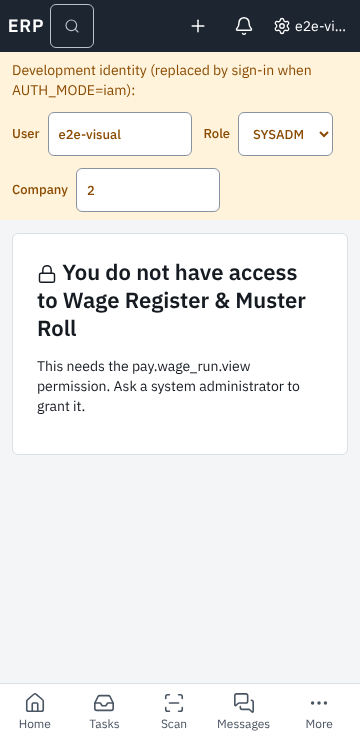 ERP
e2e-vi...
Development identity (replaced by sign-in when
AUTH_MODE=iam):
User
e2e-visual
Role
SYSADM
Company
2
You do not have access
to Wage Register & Muster
Roll
This needs the pay.wage_run.view
permission. Ask a system administrator to
grant it.
Home
Tasks
Scan
Messages
More